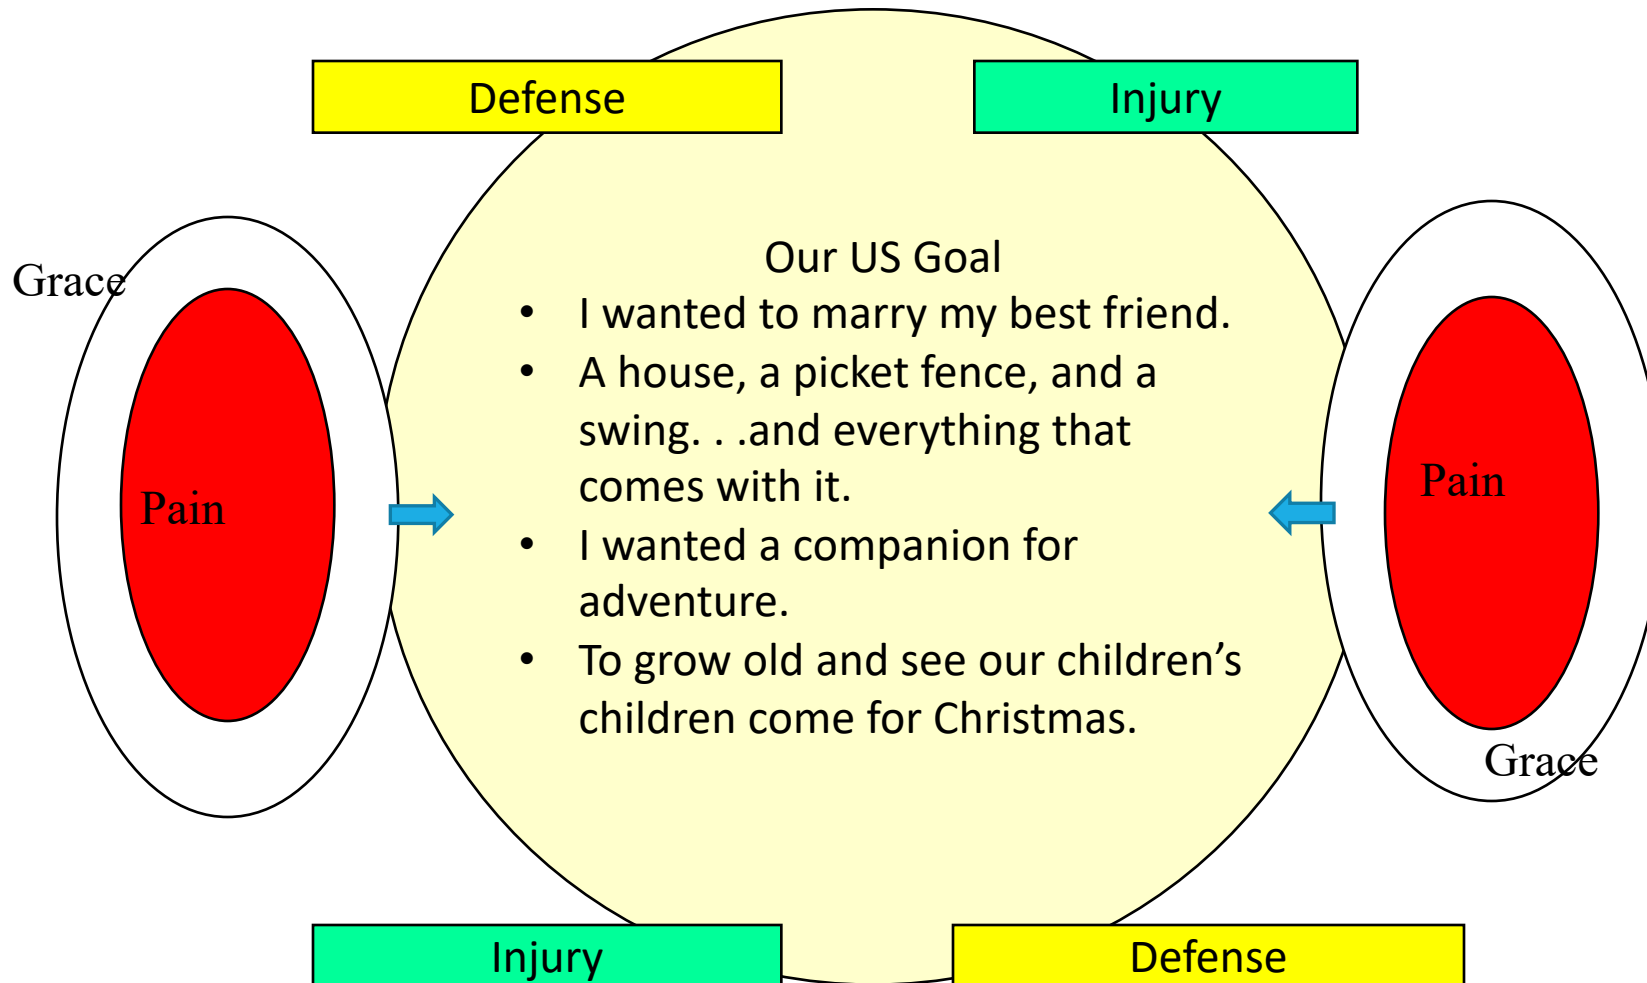 Defense
Injury
Grace
Our US Goal
• I wanted to marry my best friend.
• A house, a picket fence, and a
swing. . .and everything that
comes with it.
• I wanted a companion for
adventure.
• To grow old and see our children’s
children come for Christmas.
Pain
Pain
Grace
Injury
Defense